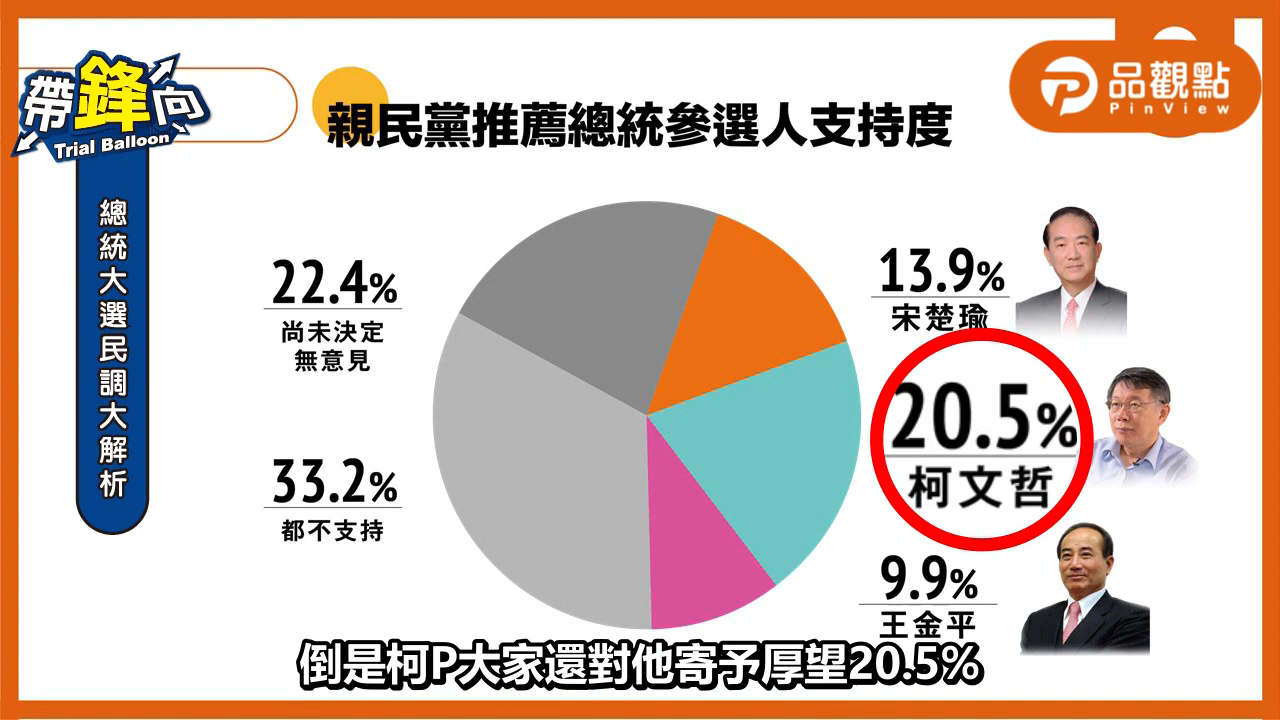 帶鋒向
Trial Balloon
品觀點
PinView
親民黨推薦總統參選人支持度
總統大選民調大解析
22.4%
尚未決定
無意見
33.2%
都不支持
13.9%
宋楚瑜
20.5%
柯文哲
9.9%
王金平
倒是柯P大家還對他寄予厚望20.5%